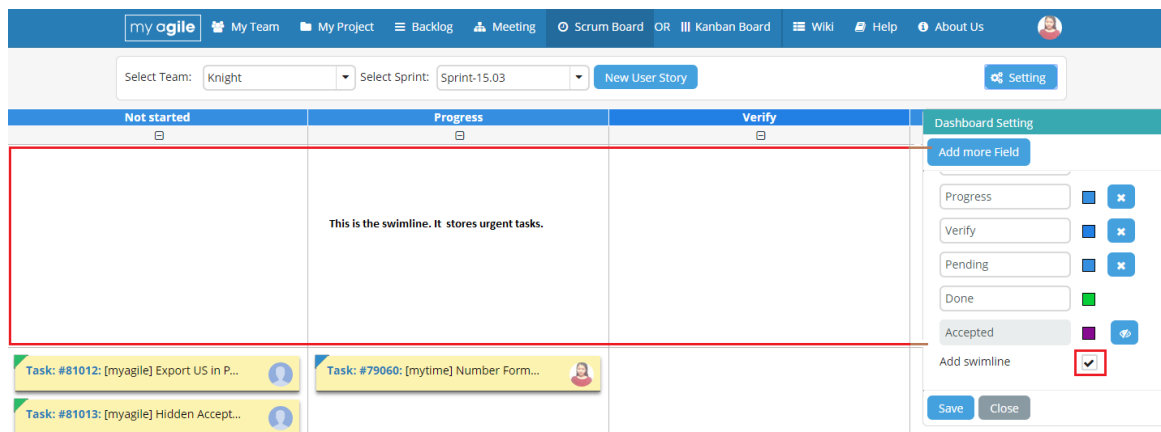 my agile My Team My Project Backlog Meeting Scrum Board OR Kanban Board Wiki Help About Us
Select Team: Knight Select Sprint: Sprint-15.03 New User Story Setting
Not started Progress Verify
Dashboard Setting
Add more Field
Progress
This is the swimline. It stores urgent tasks.
Verify
Pending
Done
Accepted
Add swimline
Task: #81012: [myagile] Export US in P... Task: #79060: [mytime] Number Form...
Save Close
Task: #81013: [myagile] Hidden Accept...